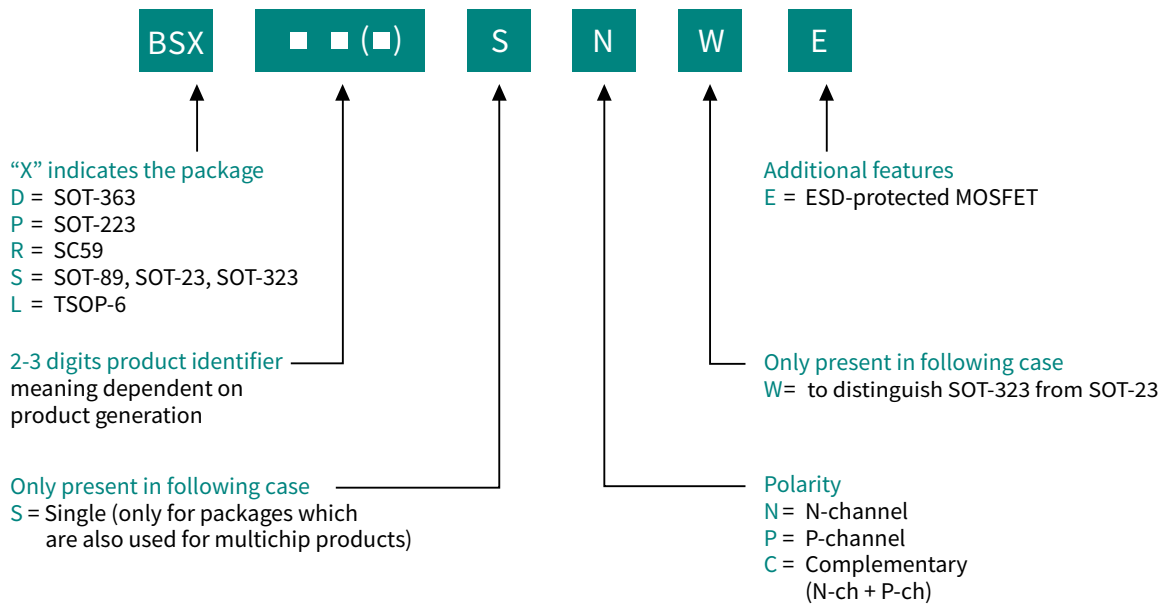 BSX ■ ■ (■) S N W E
“X” indicates the package
D = SOT-363
P = SOT-223
R = SC59
S = SOT-89, SOT-23, SOT-323
L = TSOP-6
2-3 digits product identifier
meaning dependent on
product generation
Only present in following case
S = Single (only for packages which
are also used for multichip products)
Additional features
E = ESD-protected MOSFET
Only present in following case
W= to distinguish SOT-323 from SOT-23
Polarity
N = N-channel
P = P-channel
C = Complementary
(N-ch + P-ch)